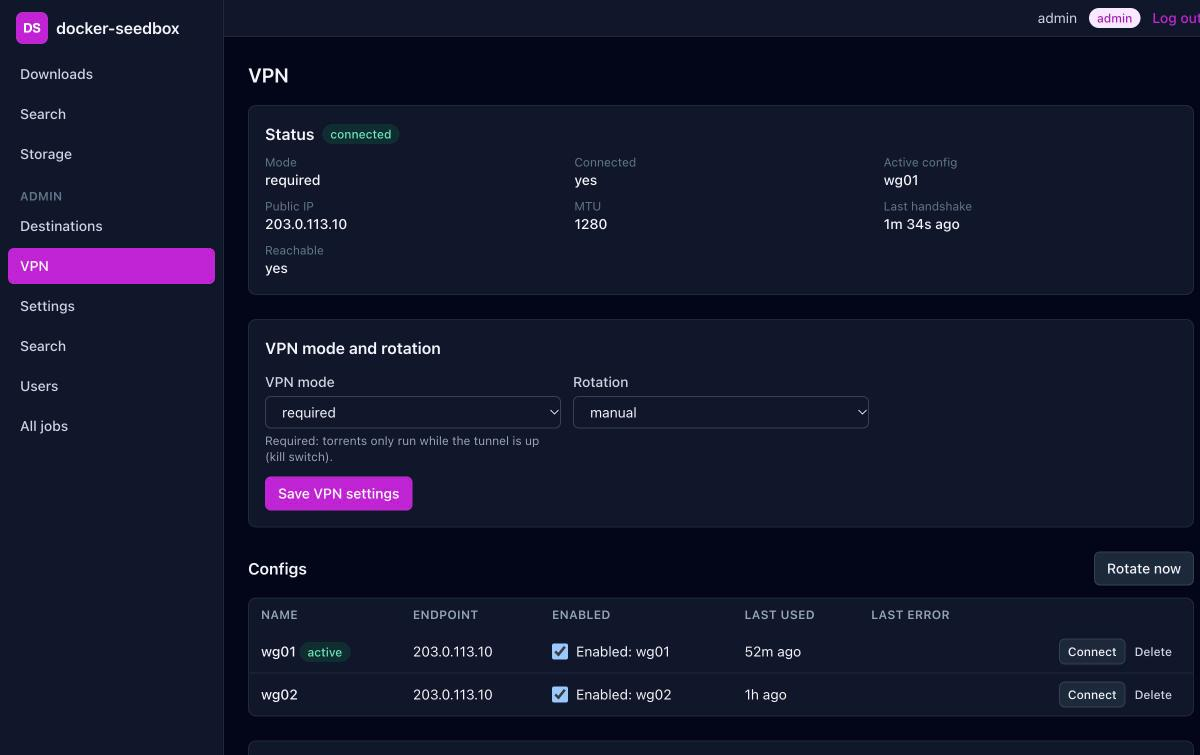 DS docker-seedbox
Downloads
Search
Storage
ADMIN
Destinations
VPN
Settings
Search
Users
All jobs
admin admin Log out
VPN
Status connected
Mode Connected Active config
required yes wg01
Public IP MTU Last handshake
203.0.113.10 1280 1m 34s ago
Reachable
yes
VPN mode and rotation
VPN mode Rotation
required manual
Required: torrents only run while the tunnel is up
(kill switch).
Save VPN settings
Configs Rotate now
NAME ENDPOINT ENABLED LAST USED LAST ERROR
wg01 active 203.0.113.10 Enabled: wg01 52m ago Connect Delete
wg02 203.0.113.10 Enabled: wg02 1h ago Connect Delete